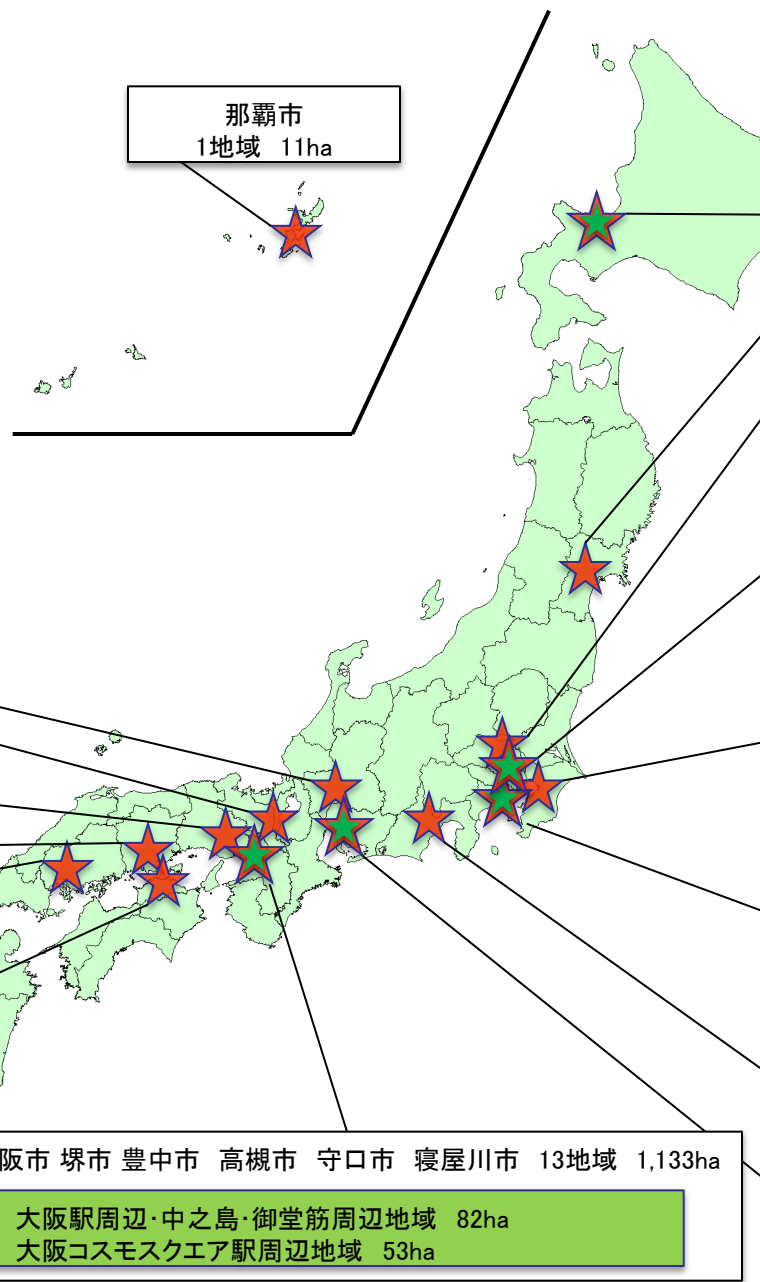 那覇市
1地域 11ha
阪市 堺市 豊中市 高槻市 守口市 寝屋川市 13地域 1,133ha
大阪駅周辺・中之島・御堂筋周辺地域 82ha
大阪コスモスクエア駅周辺地域 53ha